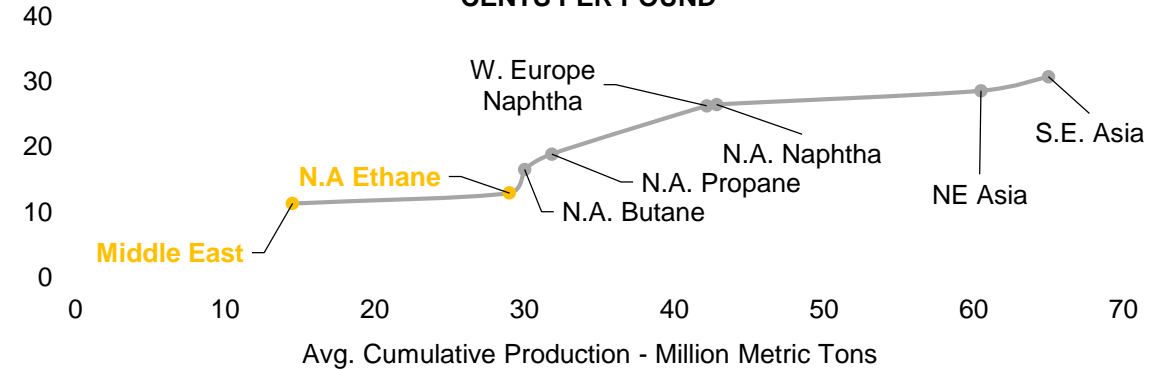 CENTS PER POUND
40
30
20
10
0
W. Europe
Naphtha
S.E. Asia
N.A. Naphtha
N.A Ethane
N.A. Propane
NE Asia
N.A. Butane
Middle East
0 10 20 30 40 50 60 70
Avg. Cumulative Production - Million Metric Tons